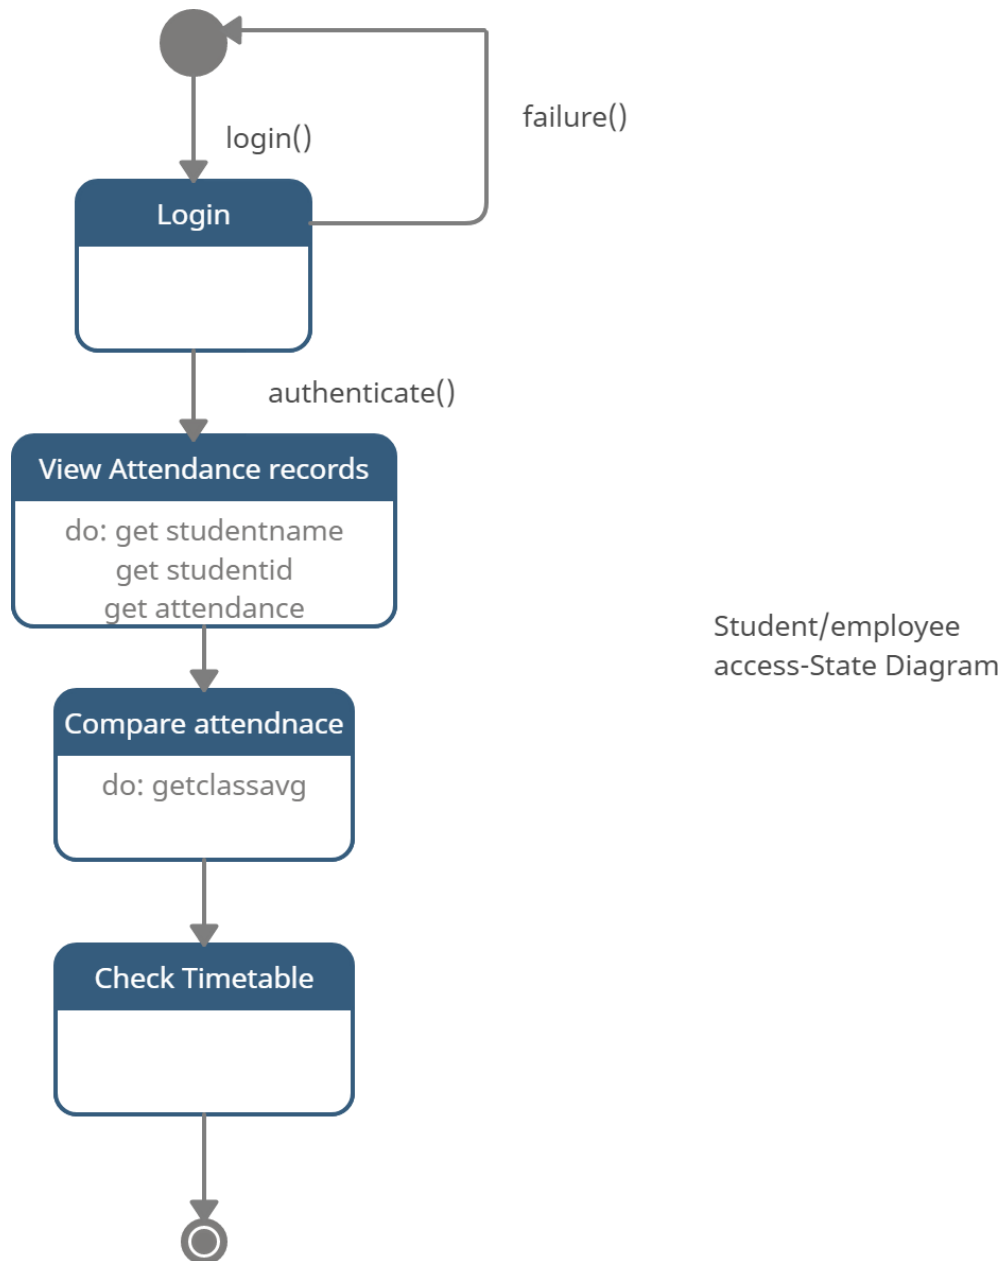 login()
failure()
Login
authenticate()
View Attendance records
do: get studentname
get studentid
get attendance
Student/employee
access-State Diagram
Compare attendnace
do: getclassavg
Check Timetable